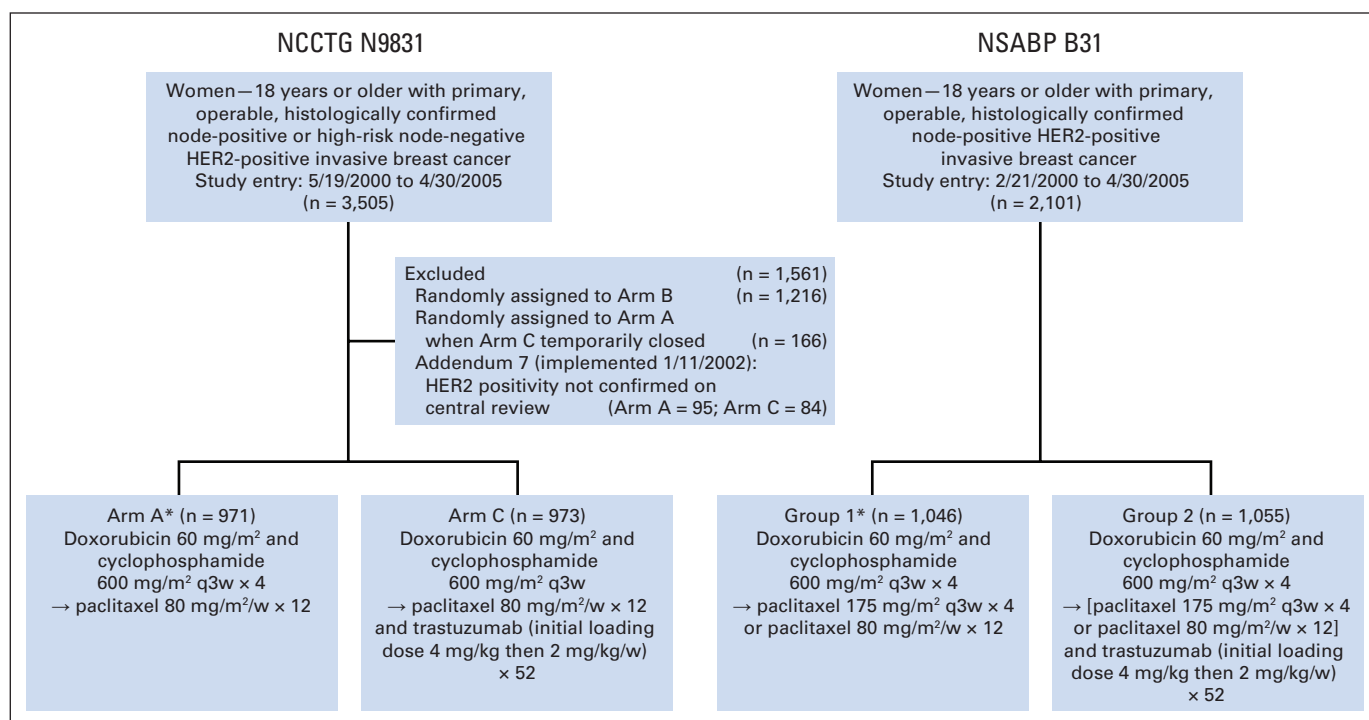 NCCTG N9831
Women—18 years or older with primary,
operable, histologically confirmed
node-positive or high-risk node-negative
HER2-positive invasive breast cancer
Study entry: 5/19/2000 to 4/30/2005
(n = 3,505)
Excluded (n = 1,561)
Randomly assigned to Arm B (n = 1,216)
Randomly assigned to Arm A
when Arm C temporarily closed (n = 166)
Addendum 7 (implemented 1/11/2002):
HER2 positivity not confirmed on
central review (Arm A = 95; Arm C = 84)
Arm A* (n = 971)
Doxorubicin 60 mg/m² and
cyclophosphamide
600 mg/m² q3w × 4
→ paclitaxel 80 mg/m²/w × 12
Arm C (n = 973)
Doxorubicin 60 mg/m² and
cyclophosphamide
600 mg/m² q3w
→ paclitaxel 80 mg/m²/w × 12
and trastuzumab (initial loading
dose 4 mg/kg then 2 mg/kg/w)
× 52
NSABP B31
Women—18 years or older with primary,
operable, histologically confirmed
node-positive HER2-positive
invasive breast cancer
Study entry: 2/21/2000 to 4/30/2005
(n = 2,101)
Group 1* (n = 1,046)
Doxorubicin 60 mg/m² and
cyclophosphamide
600 mg/m² q3w × 4
→ paclitaxel 175 mg/m² q3w × 4
or paclitaxel 80 mg/m²/w × 12
Group 2 (n = 1,055)
Doxorubicin 60 mg/m² and
cyclophosphamide
600 mg/m² q3w × 4
→ [paclitaxel 175 mg/m² q3w × 4
or paclitaxel 80 mg/m²/w × 12]
and trastuzumab (initial loading
dose 4 mg/kg then 2 mg/kg/w)
× 52